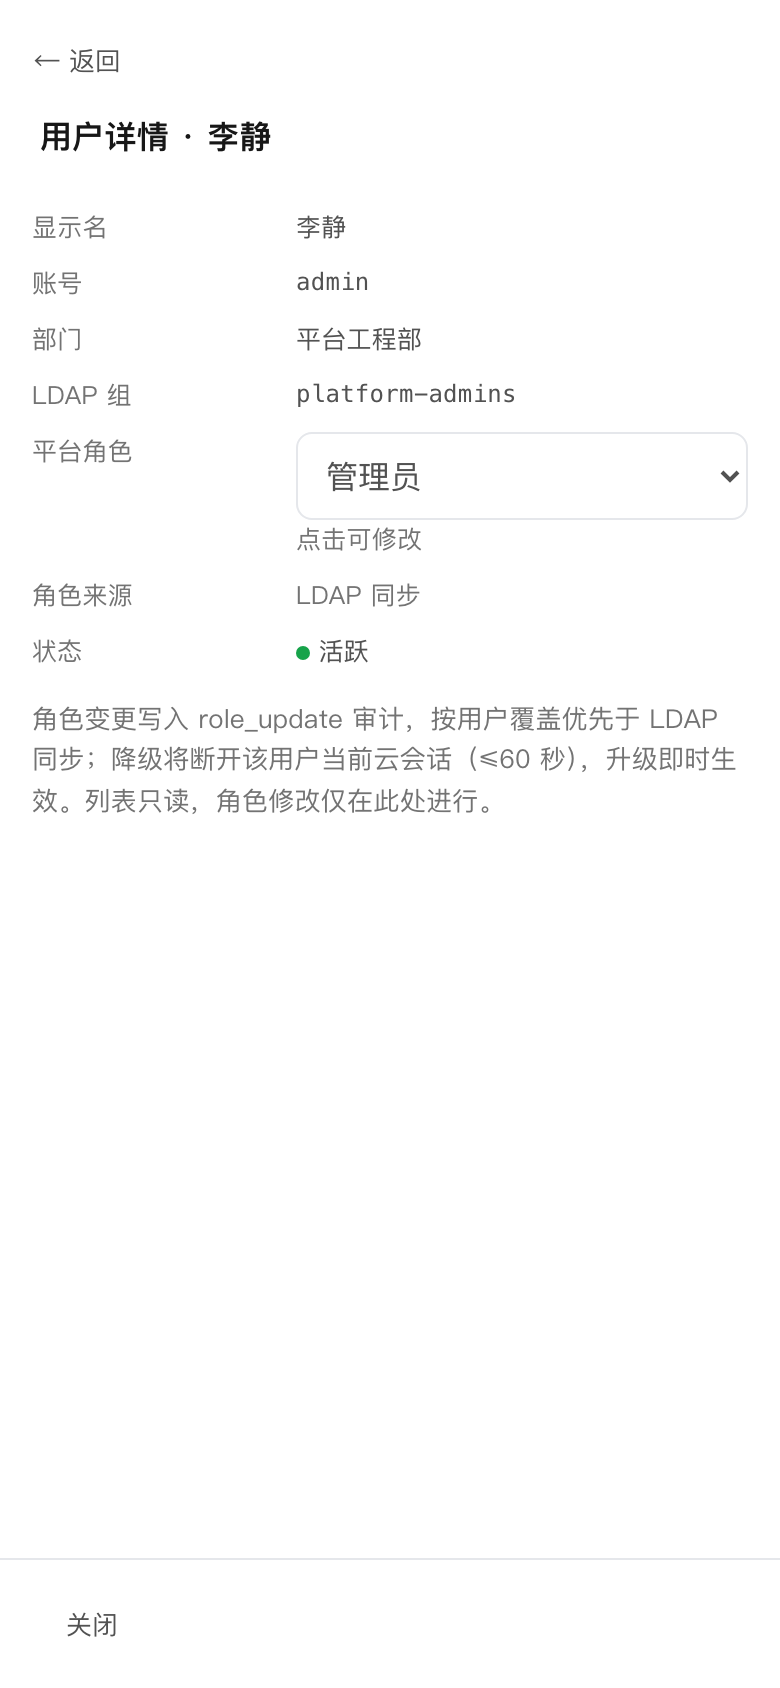 ← 返回
用户详情 · 李静
显示名 李静
账号 admin
部门 平台工程部
LDAP 组 platform-admins
平台角色 管理员
点击可修改
角色来源 LDAP 同步
状态 活跃
角色变更写入 role_update 审计，按用户覆盖优先于 LDAP
同步；降级将断开该用户当前云会话（≤60 秒），升级即时生
效。列表只读，角色修改仅在此处进行。
关闭